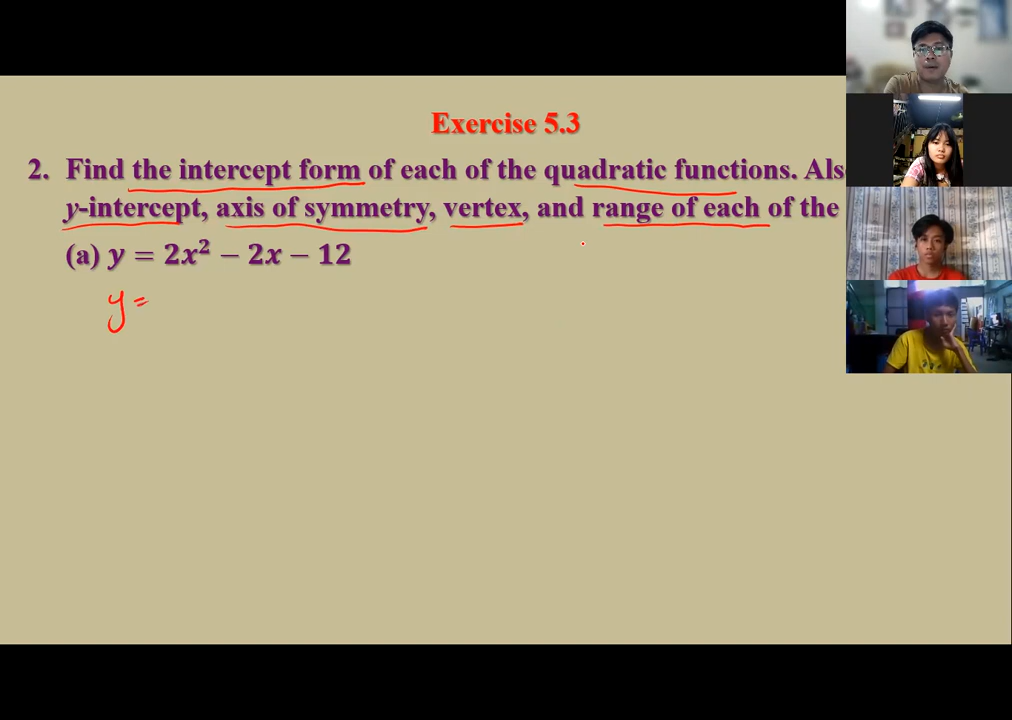 Exercise 5.3
2. Find the intercept form of each of the quadratic functions. Als
y-intercept, axis of symmetry, vertex, and range of each of the
(a) y = 2x² − 2x − 12
y =